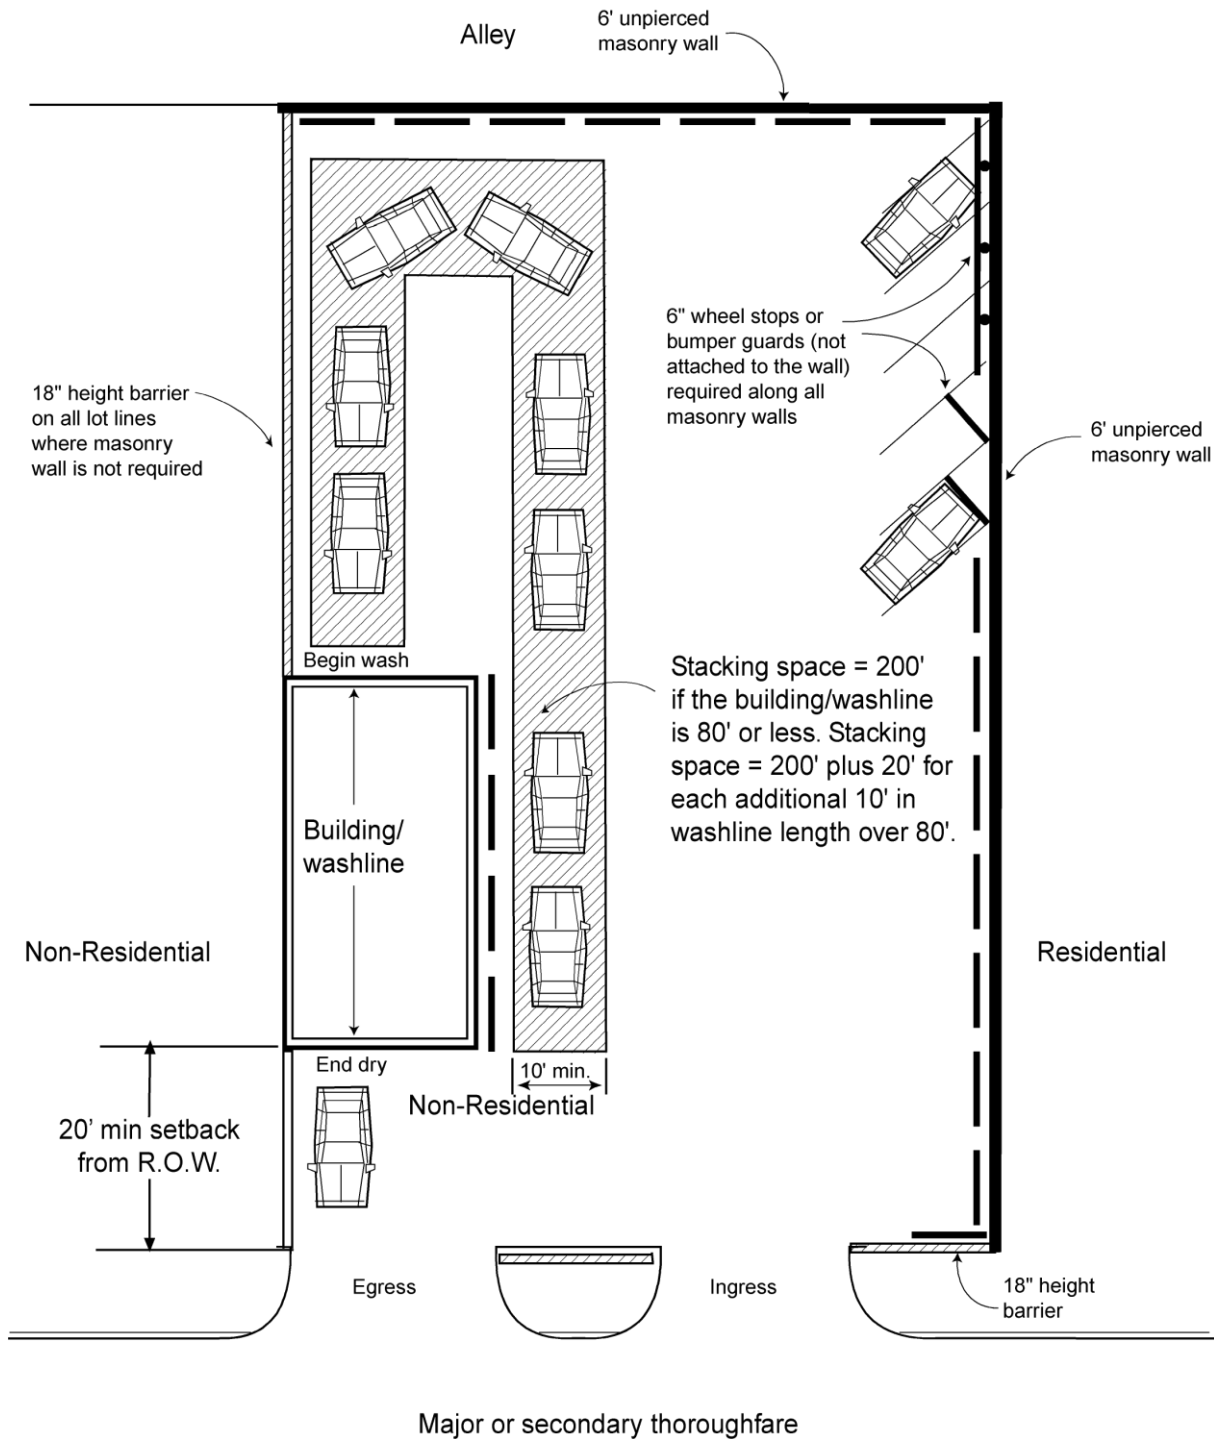 Alley
6' unpierced
masonry wall
18" height barrier
on all lot lines
where masonry
wall is not required
6" wheel stops or
bumper guards (not
attached to the wall)
required along all
masonry walls
6' unpierced
masonry wall
Begin wash
Stacking space = 200'
if the building/washline
is 80' or less. Stacking
space = 200' plus 20' for
each additional 10' in
washline length over 80'.
Building/
washline
Non-Residential
Residential
End dry
10' min.
Non-Residential
20’ min setback
from R.O.W.
Egress
Ingress
18" height
barrier
Major or secondary thoroughfare